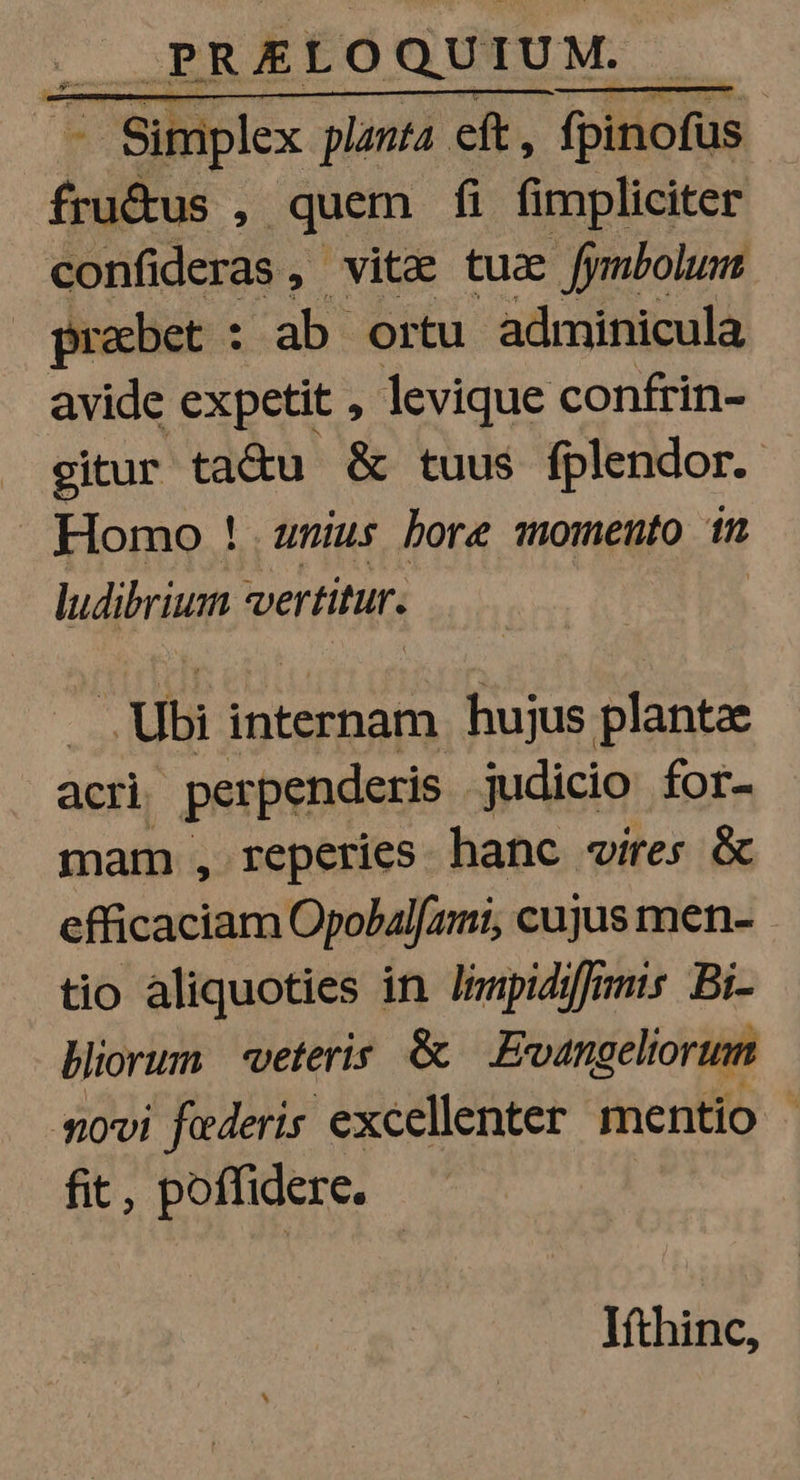 PRÆLOQUIUM.
Simplex planta eſt, ſpinoſus
fructus , quem ſi ſimpliciter
conſideras , vitæ tuæ ſymbolum
præbet : ab ortu adminicula
avide expetit , levique confrin-
gitur tactu & tuus ſplendor.
Homo ! unius horæ momento in
ludibrium vertitur.
Ubi internam hujus plantæ
acri perpenderis judicio for-
mam , reperies hanc vires &
efficaciam Opobalſami, cujus men-
tio aliquoties in limpidiſſimis Bi-
bliorum veteris & Evangeliorum
novi fœderis excellenter mentio
fit , poſſidere.
Iſthinc,